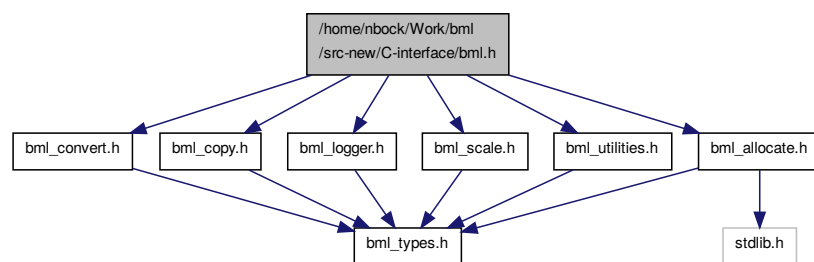 /home/nbock/Work/bml
/src-new/C-interface/bml.h
bml_convert.h
bml_copy.h
bml_logger.h
bml_scale.h
bml_utilities.h
bml_allocate.h
bml_types.h
stdlib.h